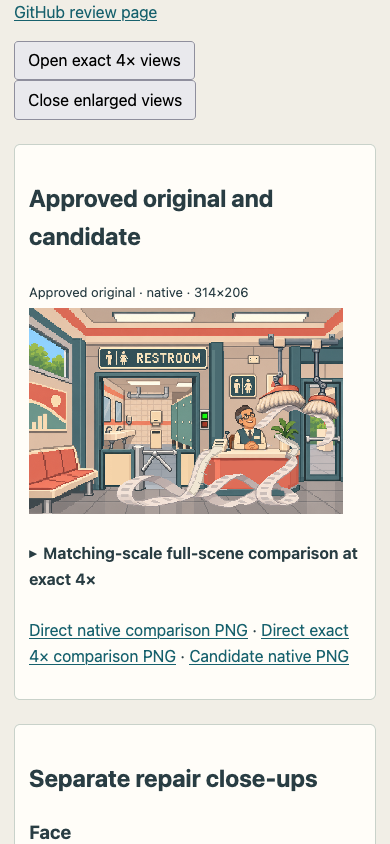 GitHub review page
Open exact 4× views
Close enlarged views
Approved original and
candidate
Approved original · native · 314×206
RESTROOM
▸ Matching-scale full-scene comparison at
exact 4×
Direct native comparison PNG · Direct exact
4× comparison PNG · Candidate native PNG
Separate repair close-ups
Face